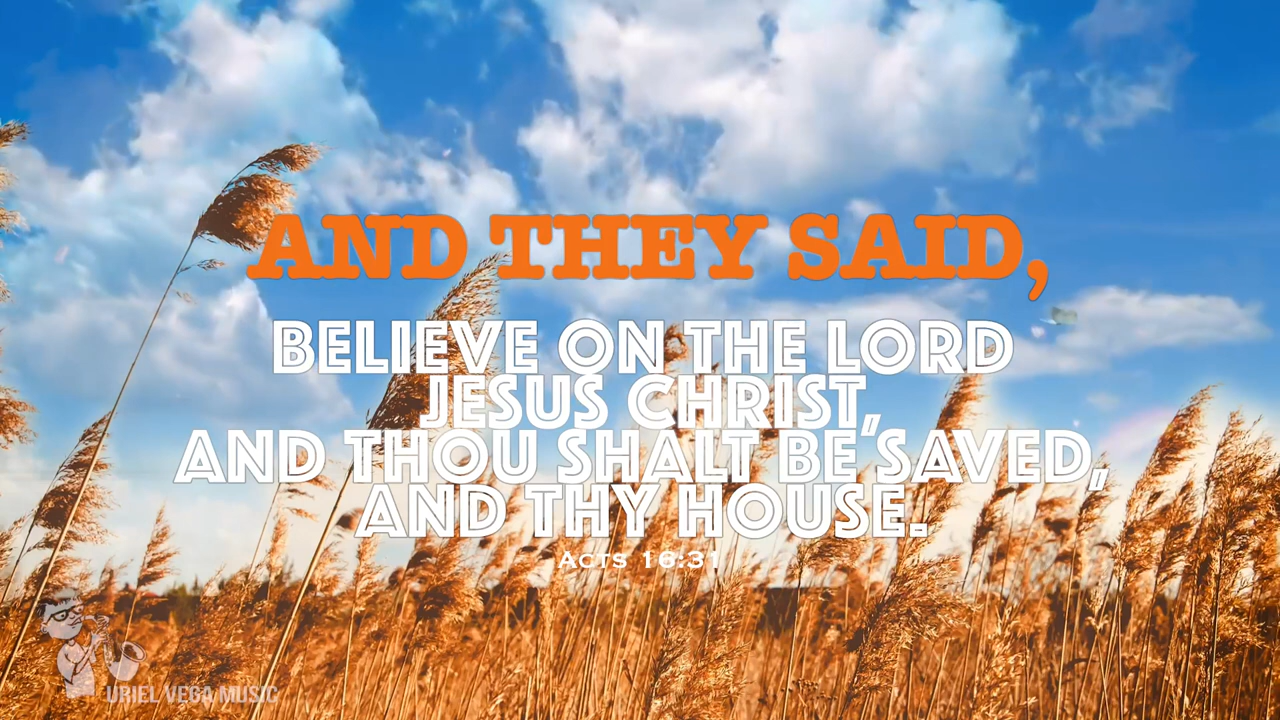 AND THEY SAID,
BELIEVE ON THE LORD
JESUS CHRIST,
AND THOU SHALT BE SAVED,
AND THY HOUSE.
Acts 16:31
URIEL VEGA MUSIC